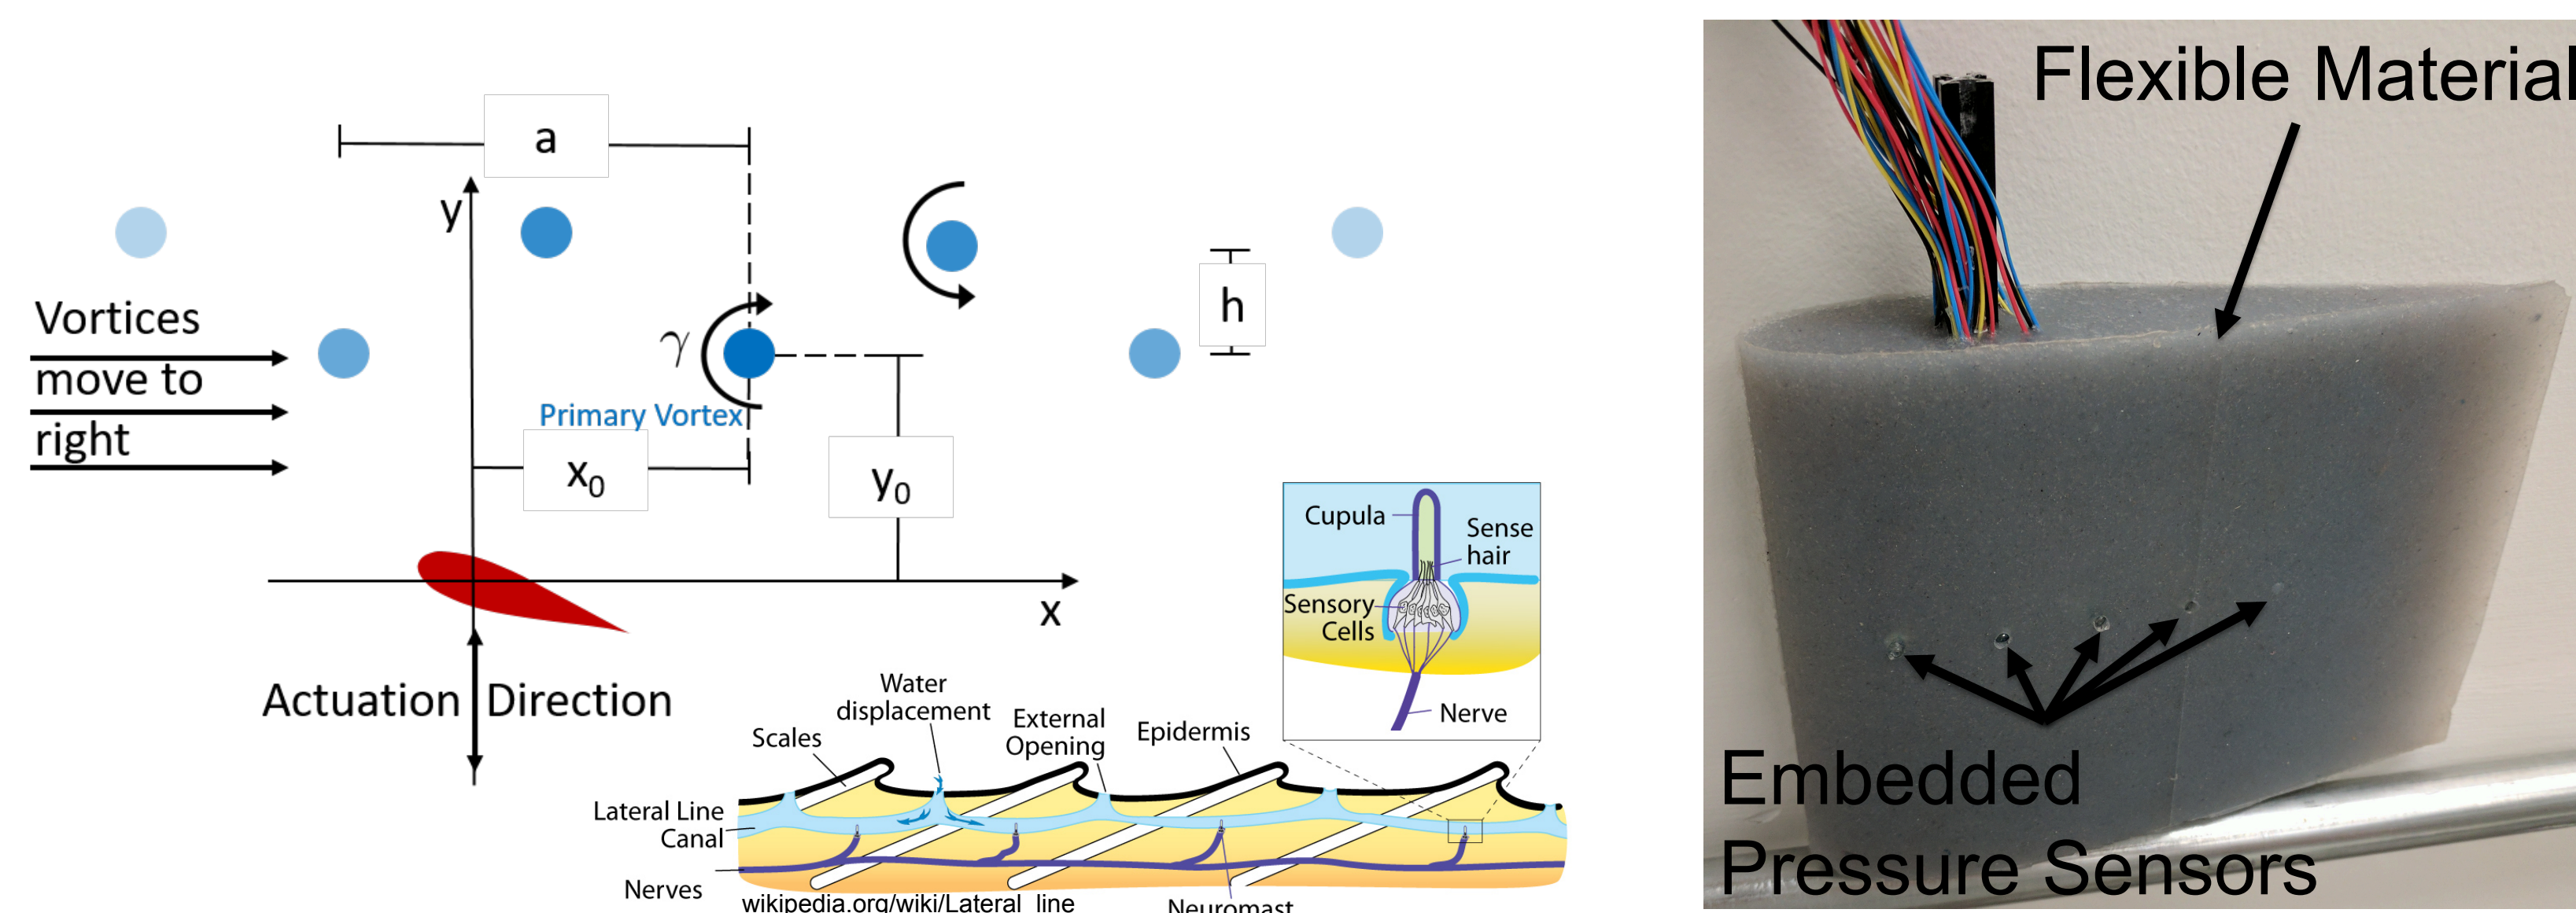 a
y
Vortices
move to
right
γ
h
Primary Vortex
x0
y0
x
Actuation Direction
Cupula
Sense
hair
Sensory
Cells
Nerve
Water
displacement
Scales
External
Opening
Epidermis
Lateral Line
Canal
Nerves
Neuromast
wikipedia.org/wiki/Lateral_line
Flexible Material
Embedded
Pressure Sensors